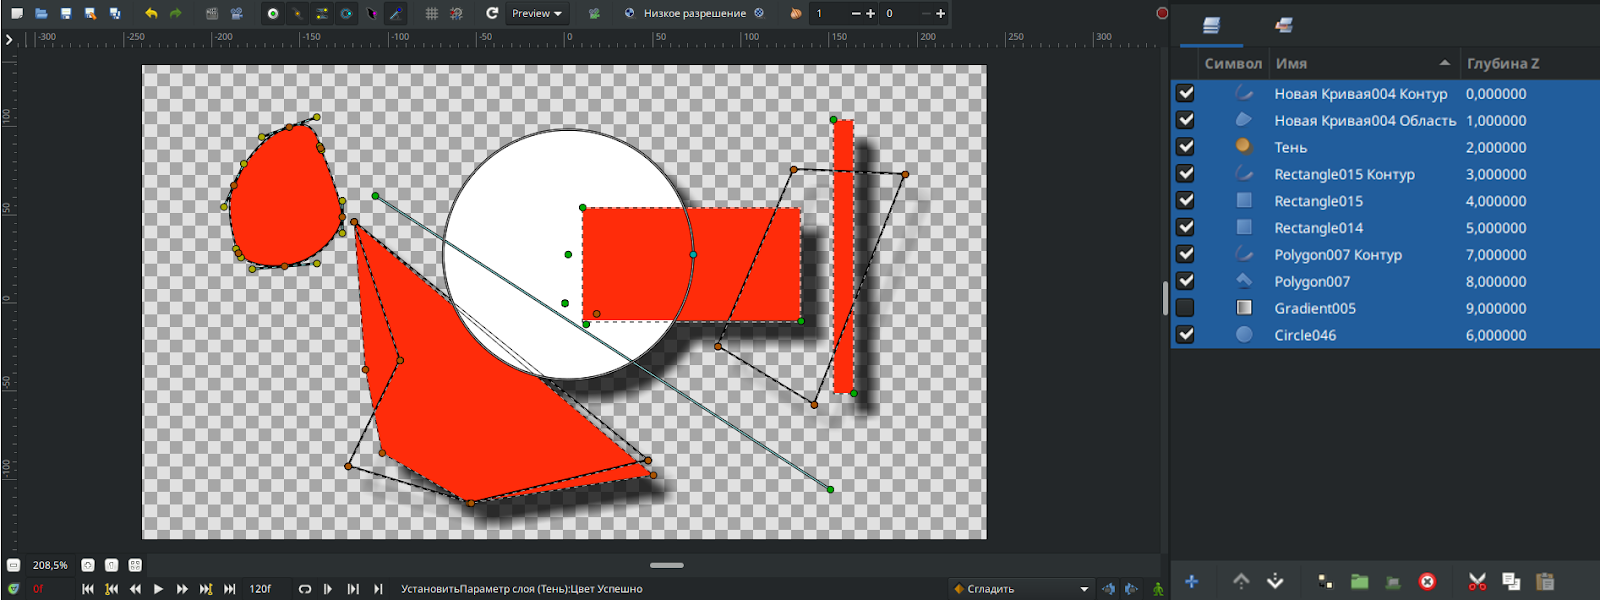 Preview
Низкое разрешение
1
0
-300 -250 -200 -150 -100 -50 0 50 100 150 200 250 300
100
50
0
-50
-100
Символ Имя Глубина Z
Новая Кривая004 Контур 0,000000
Новая Кривая004 Область 1,000000
Тень 2,000000
Rectangle015 Контур 3,000000
Rectangle015 4,000000
Rectangle014 5,000000
Polygon007 Контур 7,000000
Polygon007 8,000000
Gradient005 9,000000
Circle046 6,000000
208,5%
0f 120f УстановитьПараметр слоя (Тень):Цвет Успешно Сгладить